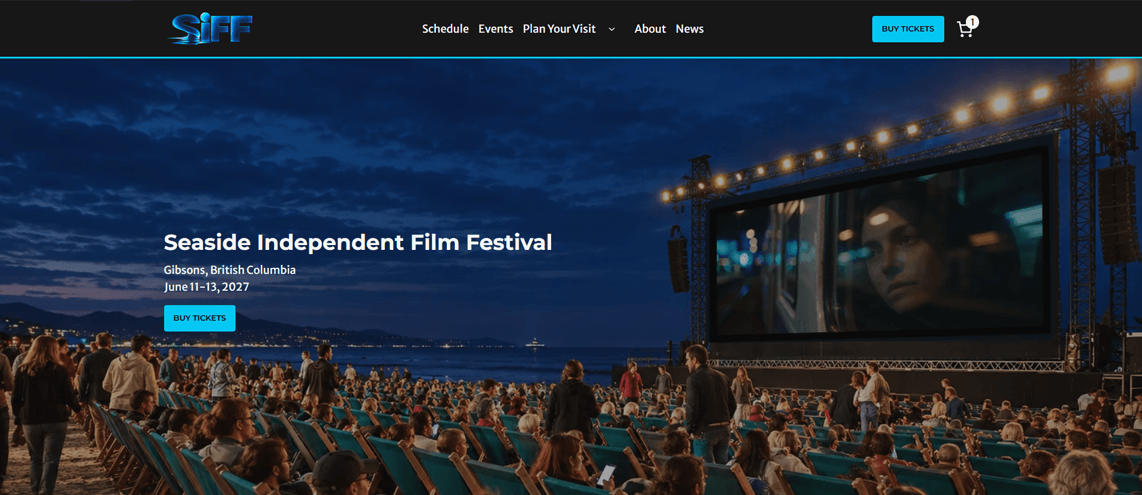 SiFF
Schedule Events Plan Your Visit About News
BUY TICKETS
1
Seaside Independent Film Festival
Gibsons, British Columbia
June 11-13, 2027
BUY TICKETS